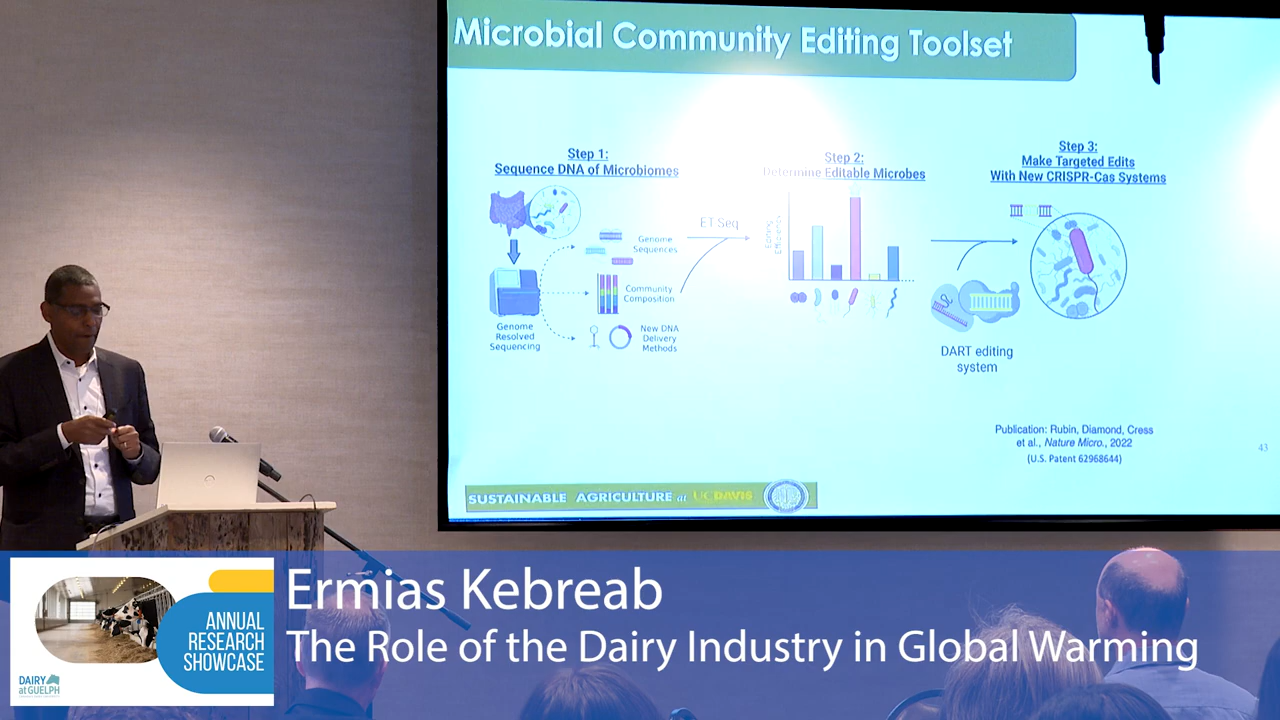 Microbial Community Editing Toolset
Step 1:
Sequence DNA of Microbiomes
Step 2:
Determine Editable Microbes
Step 3:
Make Targeted Edits
With New CRISPR-Cas Systems
Genome
Sequences
Community
Composition
New DNA
Delivery
Methods
Genome
Resolved
Sequencing
ET Seq
Editing
Efficiency
DART editing
system
Publication: Rubin, Diamond, Cress
et al., Nature Micro., 2022
(U.S. Patent 62968644)
43
SUSTAINABLE AGRICULTURE at UC DAVIS
ANNUAL
RESEARCH
SHOWCASE
DAIRY
at GUELPH
Ermias Kebreab
The Role of the Dairy Industry in Global Warming